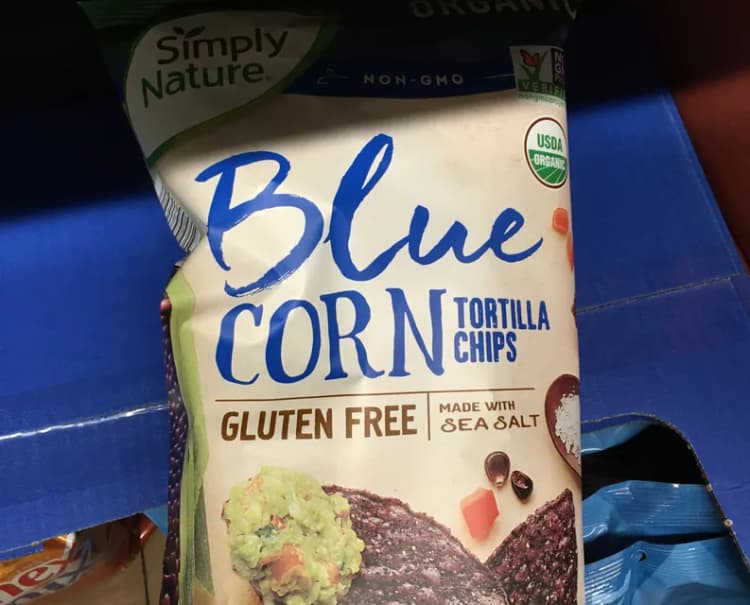 ORGANIC
Simply
Nature
NON-GMO
VERIFIED
USDA
ORGANIC
Blue
CORN
TORTILLA
CHIPS
GLUTEN FREE
MADE WITH
SEA SALT